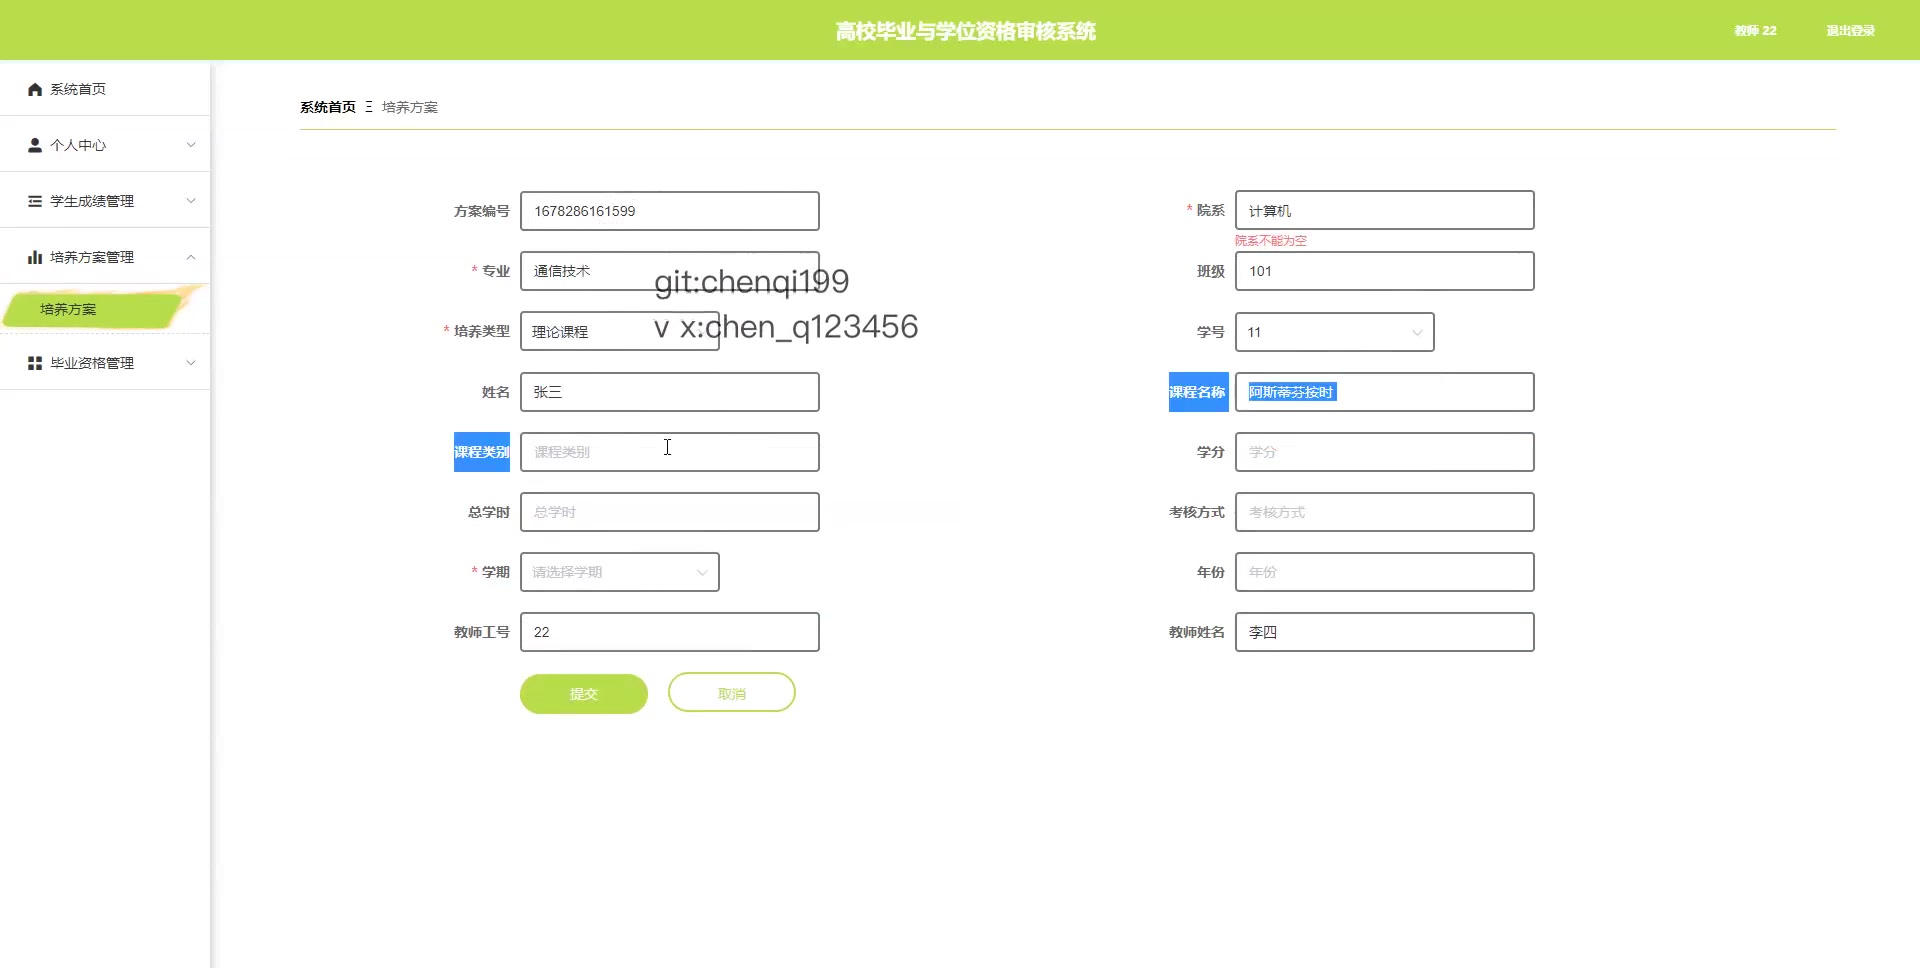 高校毕业与学位资格审核系统
教师 22
退出登录
系统首页
个人中心
学生成绩管理
培养方案管理
培养方案
毕业资格管理
系统首页 Ξ 培养方案
方案编号 1678286161599
* 院系 计算机
院系不能为空
* 专业 通信技术
班级 101
git:chenqi199
* 培养类型 理论课程
v x:chen_q123456
学号 11
姓名 张三
课程名称 阿斯蒂芬按时
课程类别 课程类别
学分 学分
总学时 总学时
考核方式 考核方式
* 学期 请选择学期
年份 年份
教师工号 22
教师姓名 李四
提交
取消